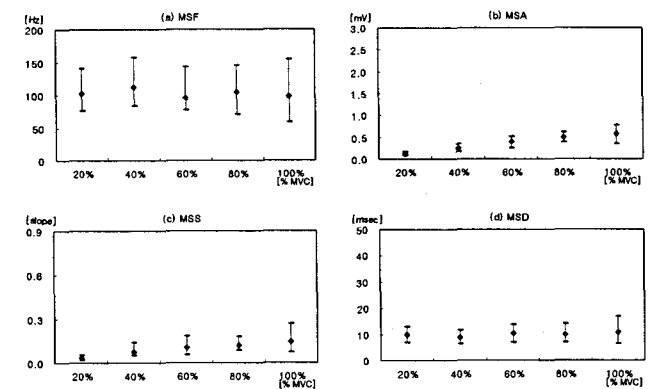 [Hz]
(a) MSF
200
150
100
50
0
20% 40% 60% 80% 100%
[% MVC]
[mV]
(b) MSA
3.0
2.5
2.0
1.5
1.0
0.5
0.0
20% 40% 60% 80% 100%
[% MVC]
[slope]
(c) MSS
0.9
0.6
0.3
0.0
20% 40% 60% 80% 100%
[% MVC]
[msec]
(d) MSD
50
40
30
20
10
0
20% 40% 60% 80% 100%
[% MVC]